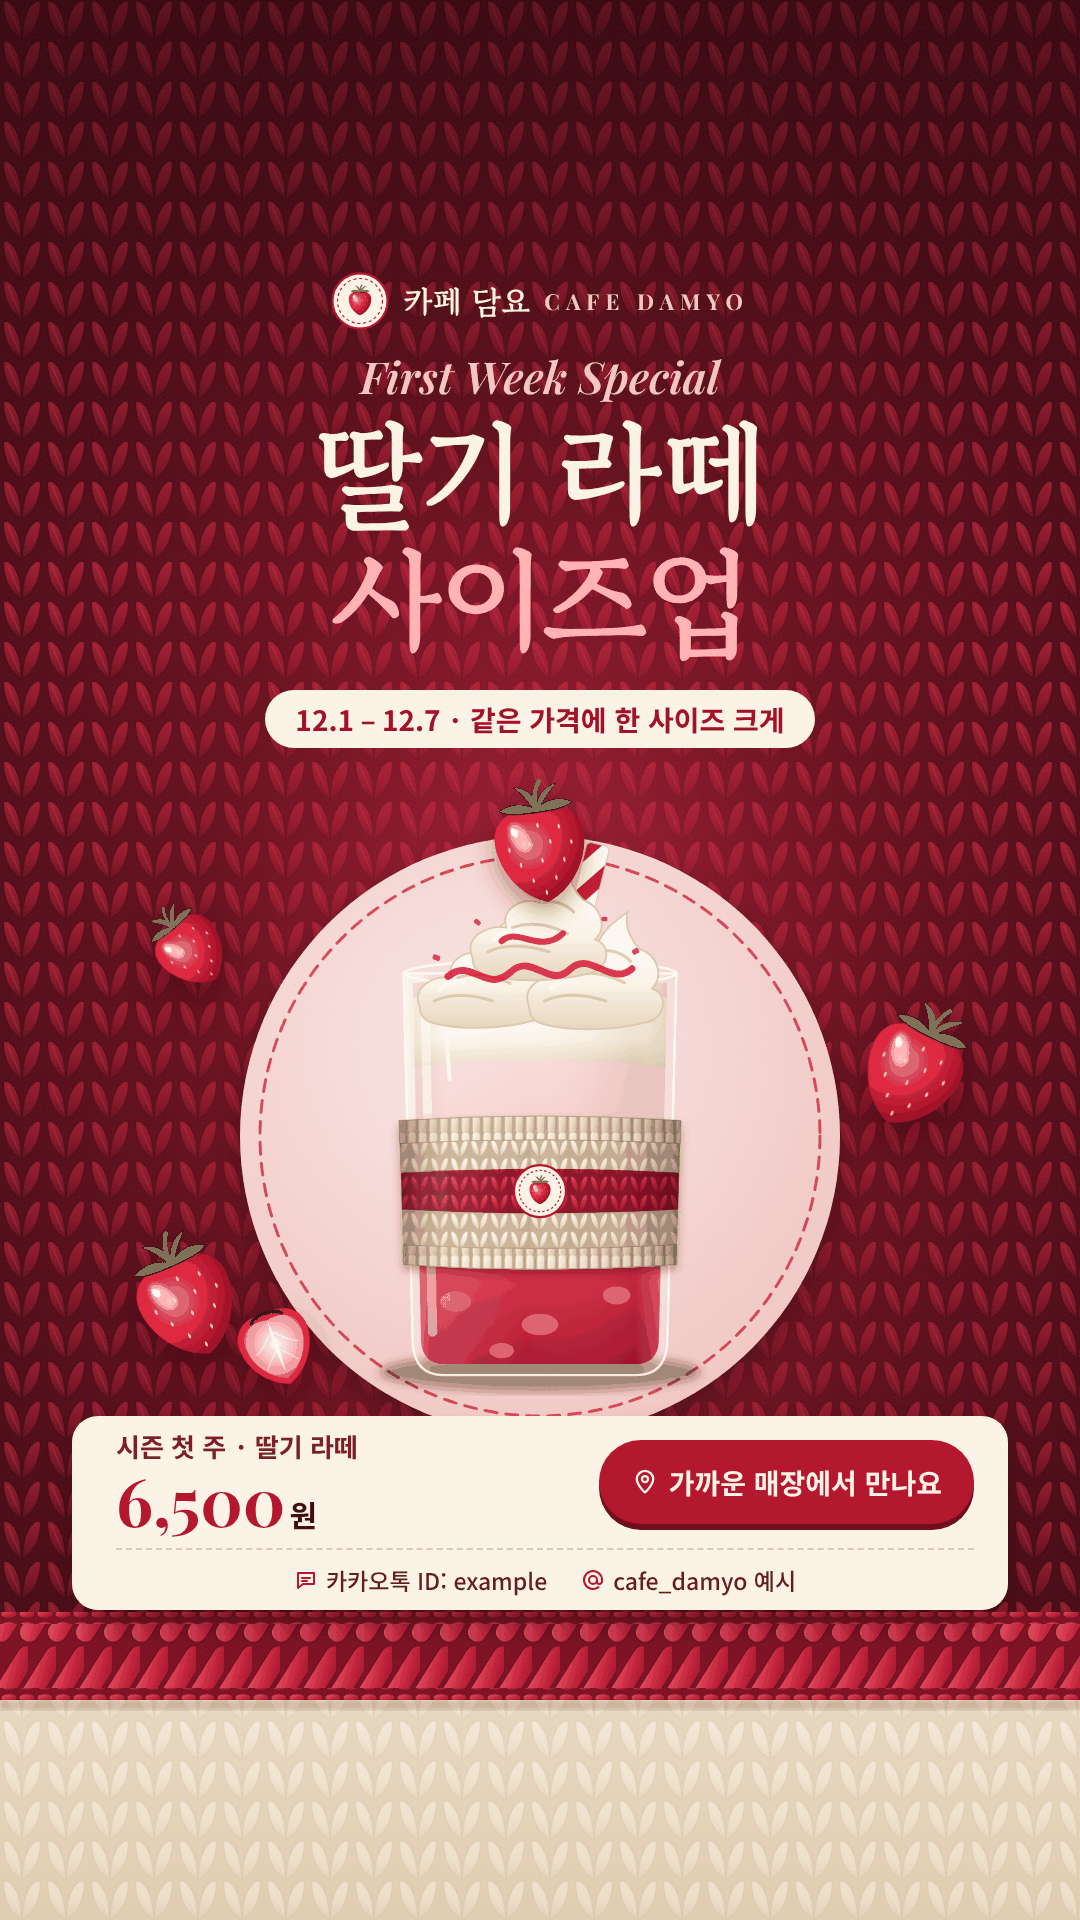 카페 담요 CAFE DAMYO
First Week Special
딸기 라떼
사이즈업
12.1 – 12.7 · 같은 가격에 한 사이즈 크게
시즌 첫 주 · 딸기 라떼
6,500원
가까운 매장에서 만나요
카카오톡 ID: example
cafe_damyo 예시